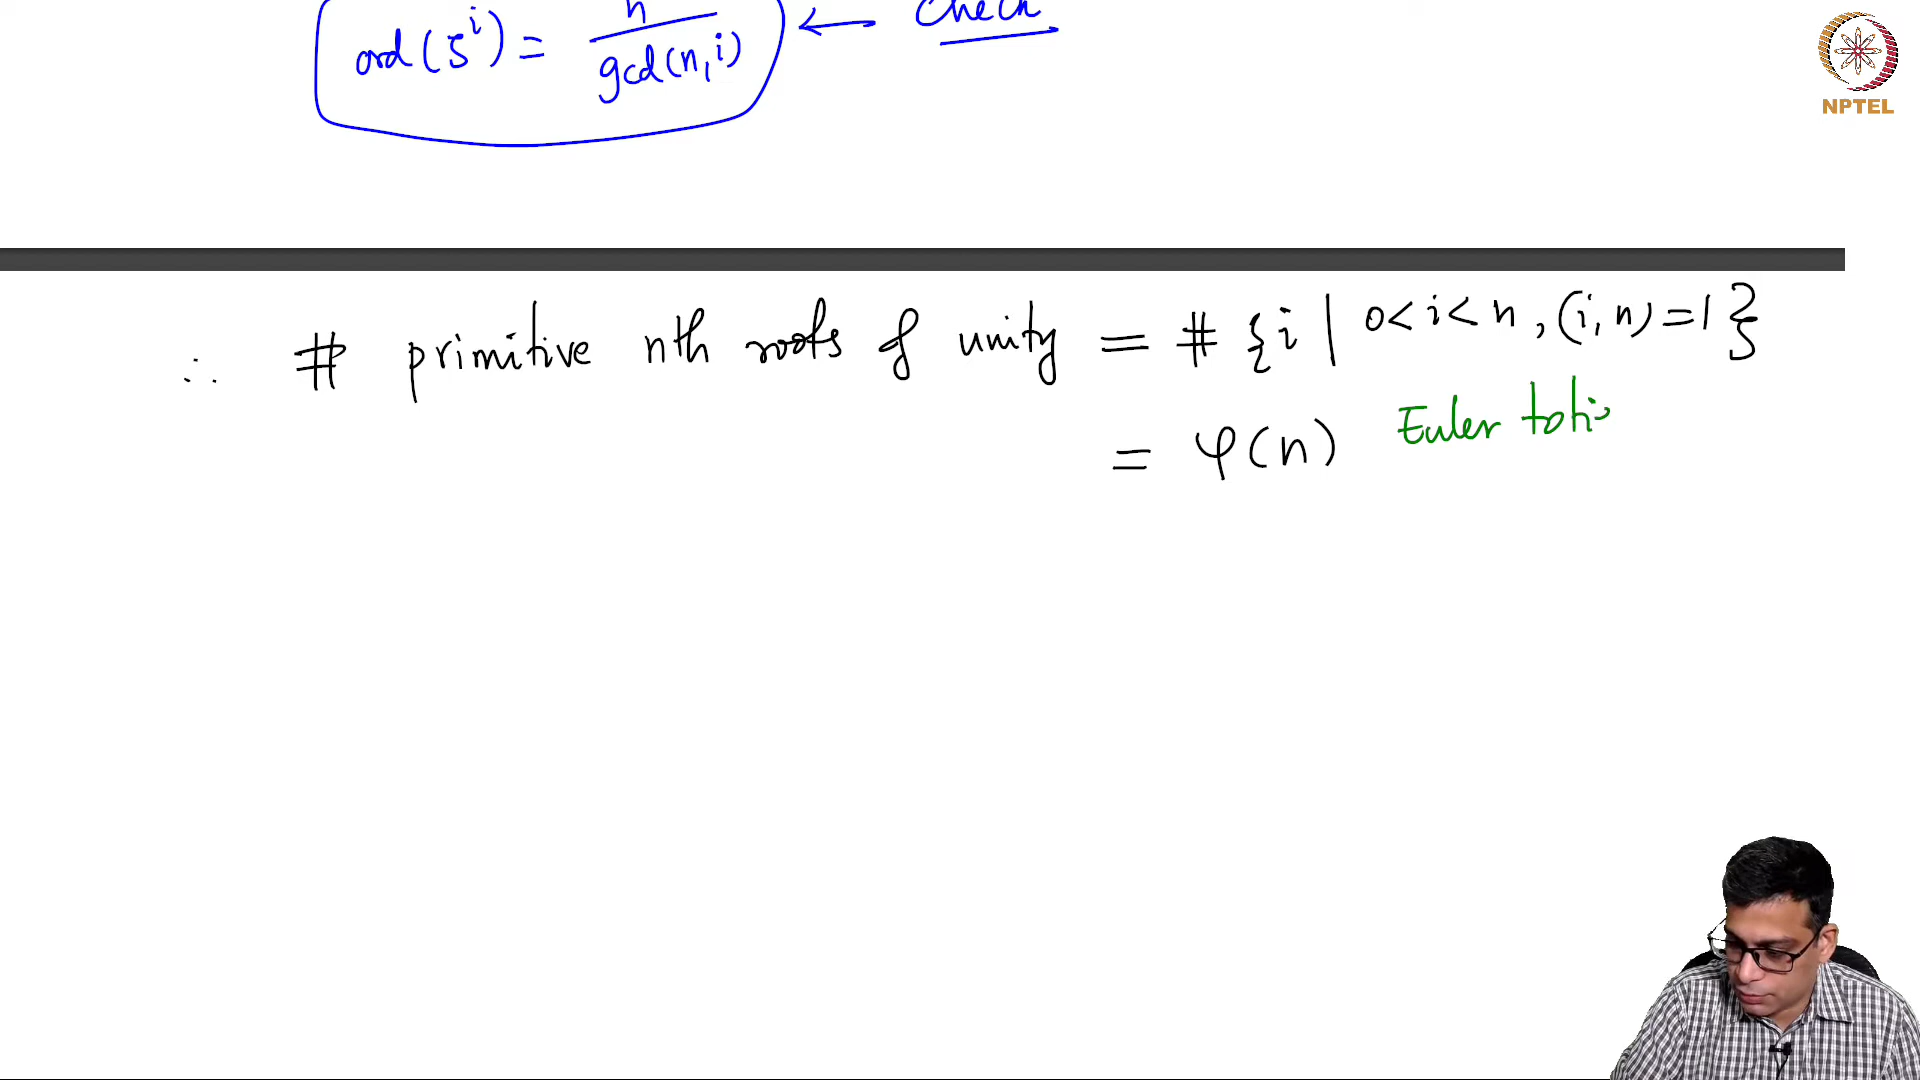 ord(ζ^i) = n / gcd(n,i) ← Check
NPTEL
∴ # primitive nth roots of unity = # {i | 0<i<n, (i,n)=1}
= φ(n) Euler toti